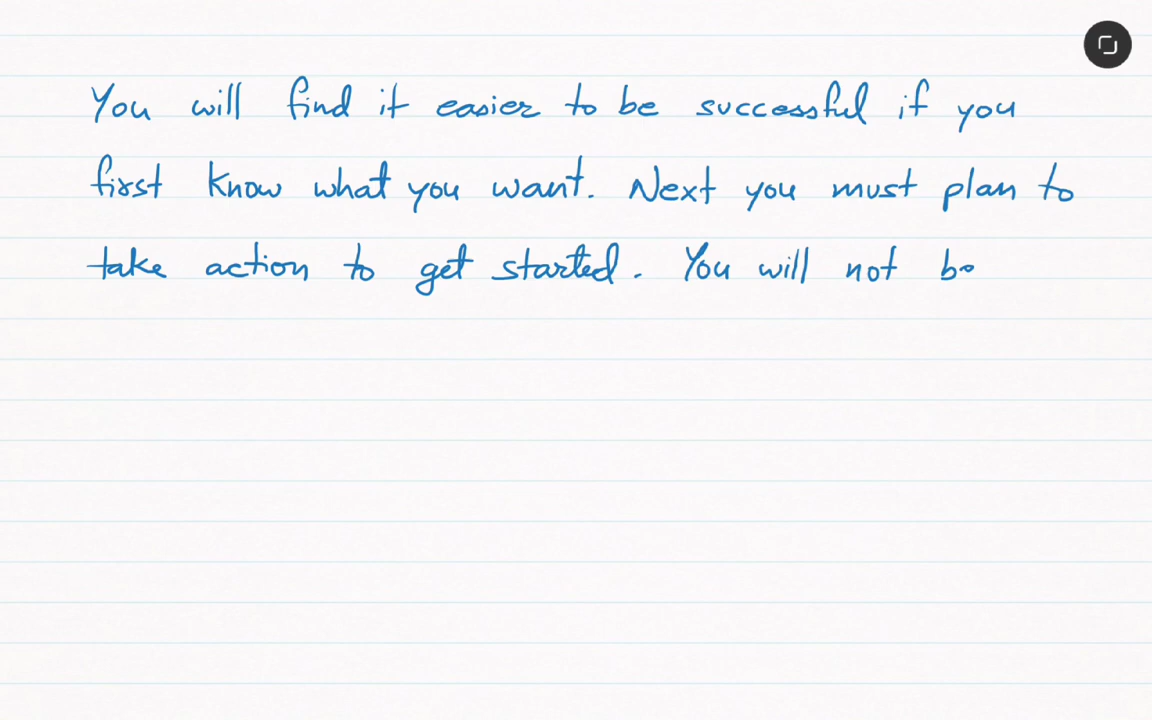 You will find it easier to be successful if you
first know what you want. Next you must plan to
take action to get started. You will not be